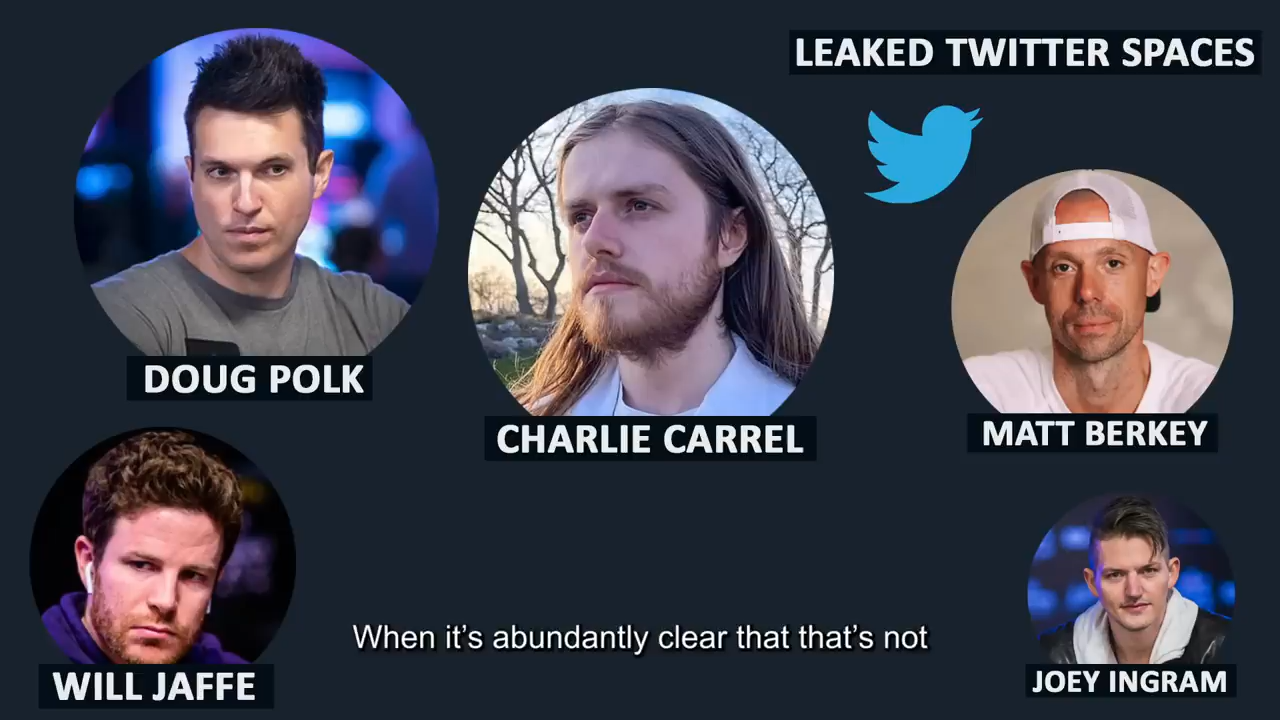 LEAKED TWITTER SPACES
DOUG POLK
CHARLIE CARREL
MATT BERKEY
When it's abundantly clear that that's not
WILL JAFFE
JOEY INGRAM